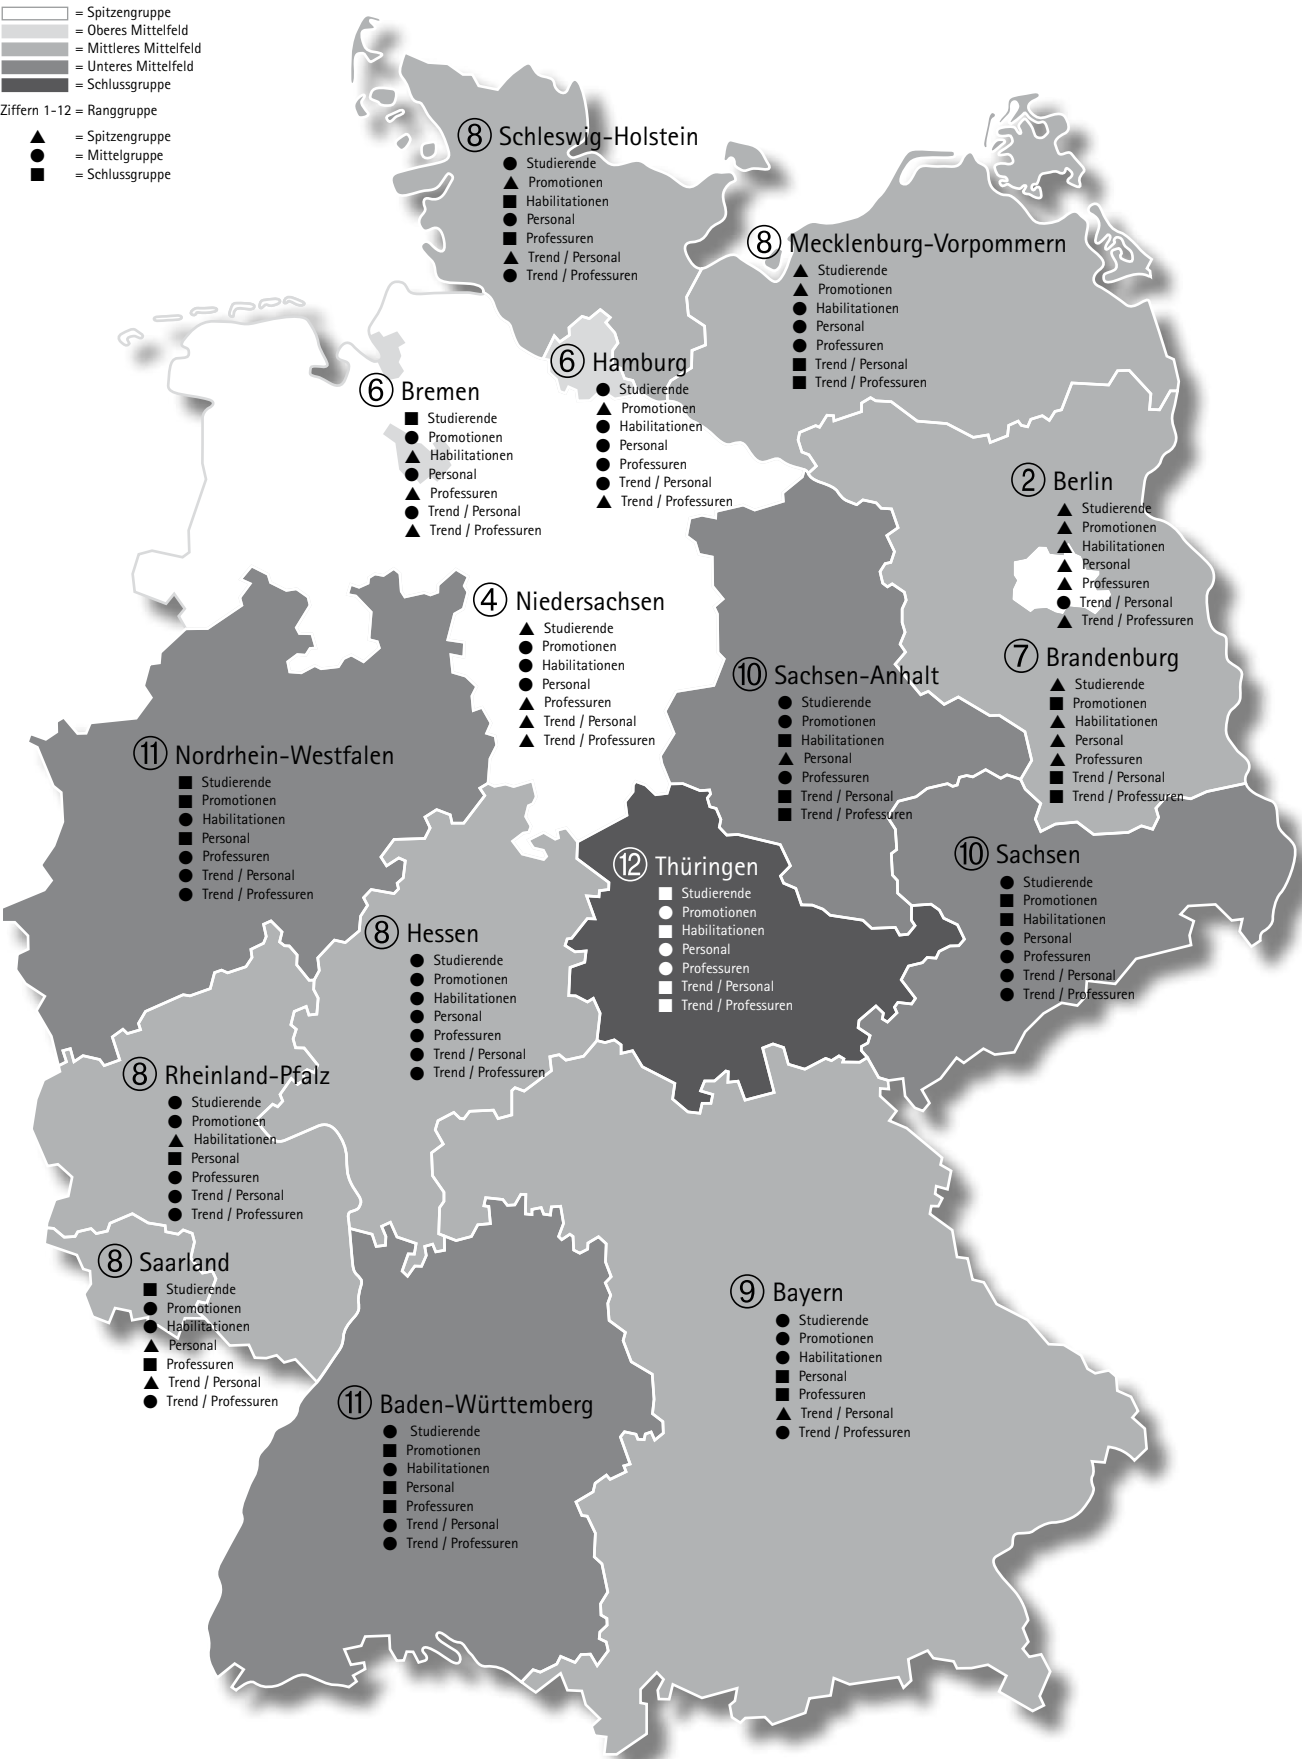 = Spitzengruppe
= Oberes Mittelfeld
= Mittleres Mittelfeld
= Unteres Mittelfeld
= Schlussgruppe
Ziffern 1-12 = Ranggruppe
▲ = Spitzengruppe
● = Mittelgruppe
■ = Schlussgruppe
⑧ Schleswig-Holstein
● Studierende
▲ Promotionen
■ Habilitationen
● Personal
■ Professuren
▲ Trend / Personal
● Trend / Professuren
⑧ Mecklenburg-Vorpommern
▲ Studierende
▲ Promotionen
● Habilitationen
● Personal
● Professuren
■ Trend / Personal
■ Trend / Professuren
⑥ Hamburg
● Studierende
▲ Promotionen
● Habilitationen
● Personal
● Professuren
● Trend / Personal
▲ Trend / Professuren
⑥ Bremen
■ Studierende
● Promotionen
▲ Habilitationen
● Personal
▲ Professuren
● Trend / Personal
▲ Trend / Professuren
② Berlin
▲ Studierende
▲ Promotionen
▲ Habilitationen
▲ Personal
▲ Professuren
● Trend / Personal
▲ Trend / Professuren
④ Niedersachsen
▲ Studierende
● Promotionen
● Habilitationen
● Personal
▲ Professuren
▲ Trend / Personal
▲ Trend / Professuren
⑦ Brandenburg
▲ Studierende
■ Promotionen
▲ Habilitationen
▲ Personal
▲ Professuren
■ Trend / Personal
■ Trend / Professuren
⑩ Sachsen-Anhalt
● Studierende
● Promotionen
■ Habilitationen
▲ Personal
● Professuren
■ Trend / Personal
■ Trend / Professuren
⑪ Nordrhein-Westfalen
■ Studierende
■ Promotionen
● Habilitationen
■ Personal
● Professuren
● Trend / Personal
● Trend / Professuren
⑩ Sachsen
● Studierende
■ Promotionen
■ Habilitationen
● Personal
● Professuren
● Trend / Personal
● Trend / Professuren
⑫ Thüringen
■ Studierende
● Promotionen
■ Habilitationen
● Personal
● Professuren
■ Trend / Personal
■ Trend / Professuren
⑧ Hessen
● Studierende
● Promotionen
● Habilitationen
● Personal
● Professuren
● Trend / Personal
● Trend / Professuren
⑧ Rheinland-Pfalz
● Studierende
● Promotionen
▲ Habilitationen
■ Personal
● Professuren
● Trend / Personal
● Trend / Professuren
⑧ Saarland
■ Studierende
● Promotionen
● Habilitationen
▲ Personal
■ Professuren
▲ Trend / Personal
● Trend / Professuren
⑨ Bayern
● Studierende
● Promotionen
● Habilitationen
■ Personal
■ Professuren
▲ Trend / Personal
● Trend / Professuren
⑪ Baden-Württemberg
● Studierende
■ Promotionen
● Habilitationen
■ Personal
■ Professuren
● Trend / Personal
● Trend / Professuren